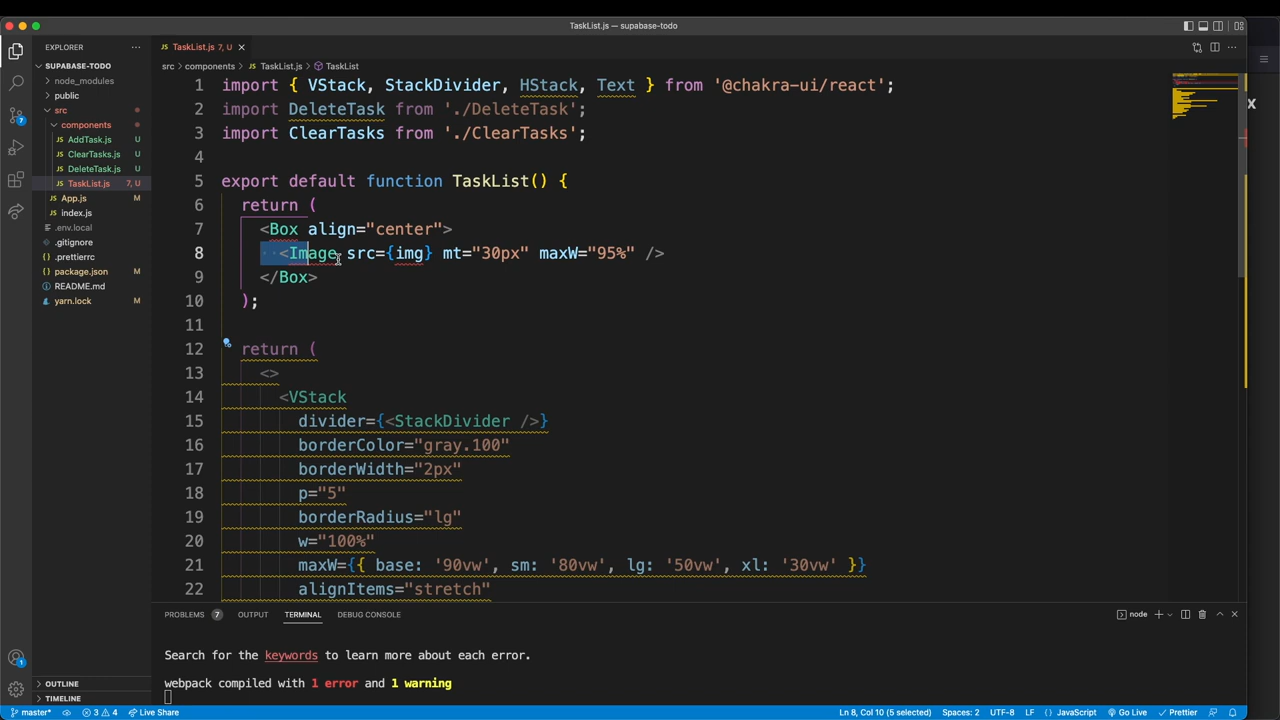 TaskList.js — supabase-todo
EXPLORER
SUPABASE-TODO
node_modules
public
src
components
AddTask.js U
ClearTasks.js U
DeleteTask.js U
TaskList.js 7, U
App.js M
index.js
.env.local
.gitignore
.prettierrc
package.json M
README.md
yarn.lock M
OUTLINE
TIMELINE
TaskList.js 7, U
src > components > TaskList.js > TaskList
1 import { VStack, StackDivider, HStack, Text } from '@chakra-ui/react';
2 import DeleteTask from './DeleteTask';
3 import ClearTasks from './ClearTasks';
4
5 export default function TaskList() {
6 return (
7 <Box align="center">
8 <Image src={img} mt="30px" maxW="95%" />
9 </Box>
10 );
11
12 return (
13 <>
14 <VStack
15 divider={<StackDivider />}
16 borderColor="gray.100"
17 borderWidth="2px"
18 p="5"
19 borderRadius="lg"
20 w="100%"
21 maxW={{ base: '90vw', sm: '80vw', lg: '50vw', xl: '30vw' }}
22 alignItems="stretch"
PROBLEMS 7 OUTPUT TERMINAL DEBUG CONSOLE
node
Search for the keywords to learn more about each error.
webpack compiled with 1 error and 1 warning
7
1
X
master* 3 4 Live Share
Ln 8, Col 10 (5 selected) Spaces: 2 UTF-8 LF { } JavaScript Go Live Prettier